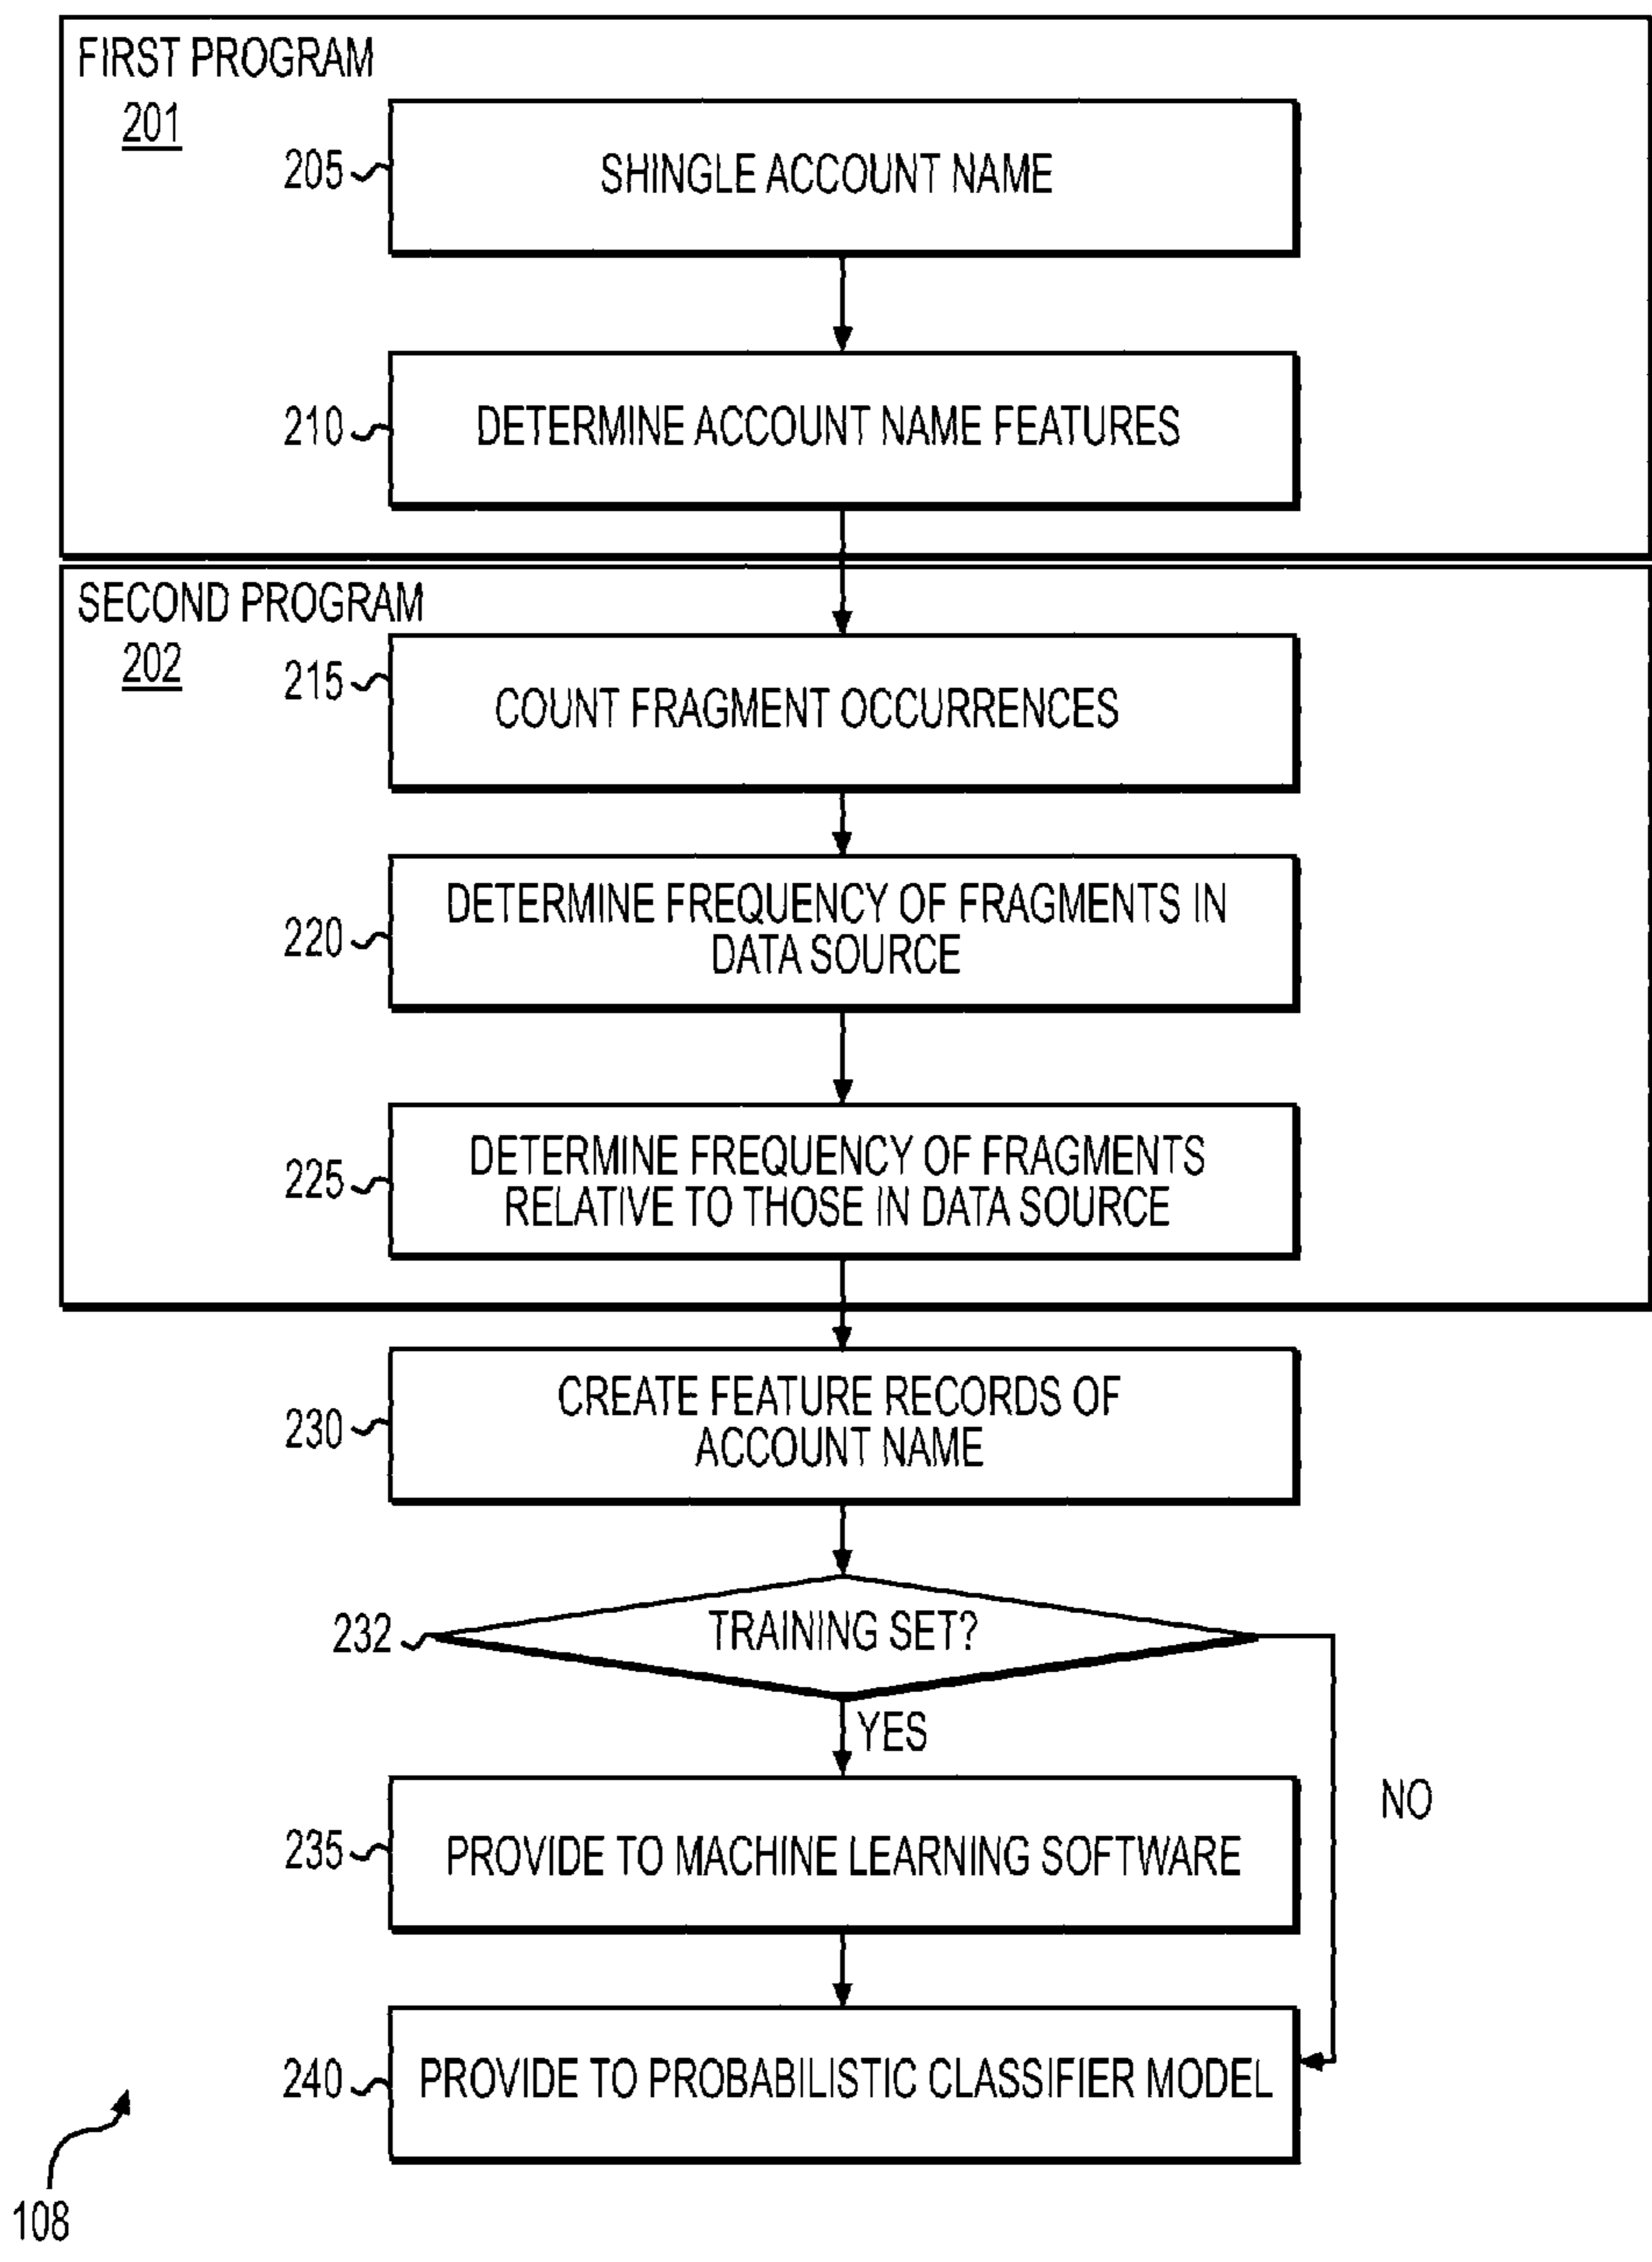 FIRST PROGRAM
201
205
SHINGLE ACCOUNT NAME
210
DETERMINE ACCOUNT NAME FEATURES
SECOND PROGRAM
202
215
COUNT FRAGMENT OCCURRENCES
220
DETERMINE FREQUENCY OF FRAGMENTS IN
DATA SOURCE
225
DETERMINE FREQUENCY OF FRAGMENTS
RELATIVE TO THOSE IN DATA SOURCE
230
CREATE FEATURE RECORDS OF
ACCOUNT NAME
232
TRAINING SET?
YES
NO
235
PROVIDE TO MACHINE LEARNING SOFTWARE
240
PROVIDE TO PROBABILISTIC CLASSIFIER MODEL
108